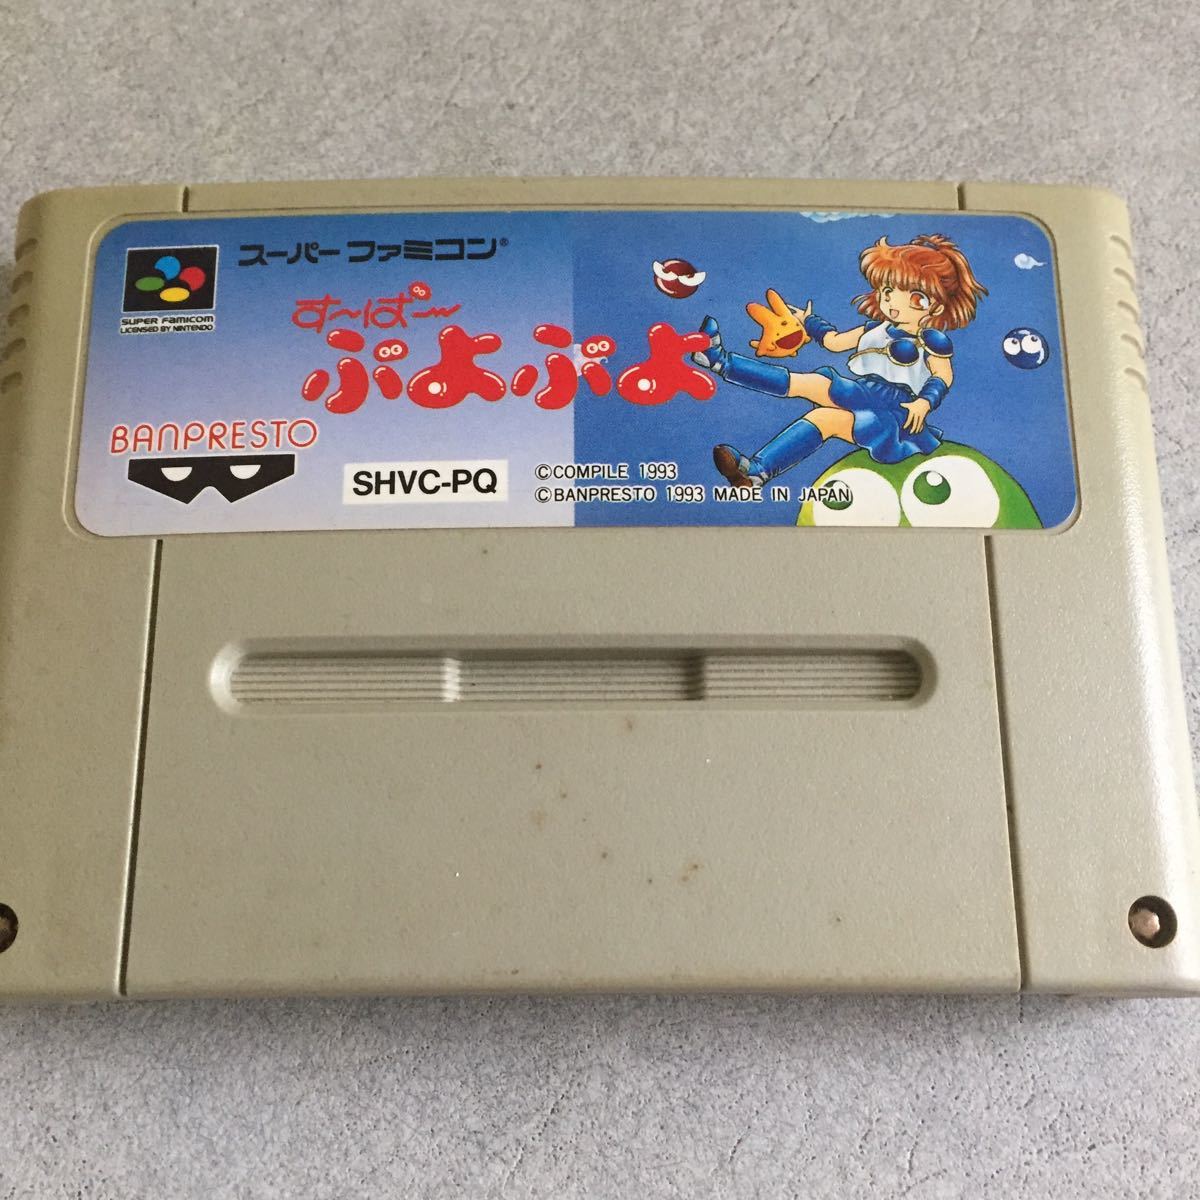 スーパーファミコン®
SUPER FAMICOM
LICENSED BY NINTENDO
す〜ぱ〜
ぷよぷよ
BANPRESTO
SHVC-PQ
©COMPILE 1993
©BANPRESTO 1993 MADE IN JAPAN